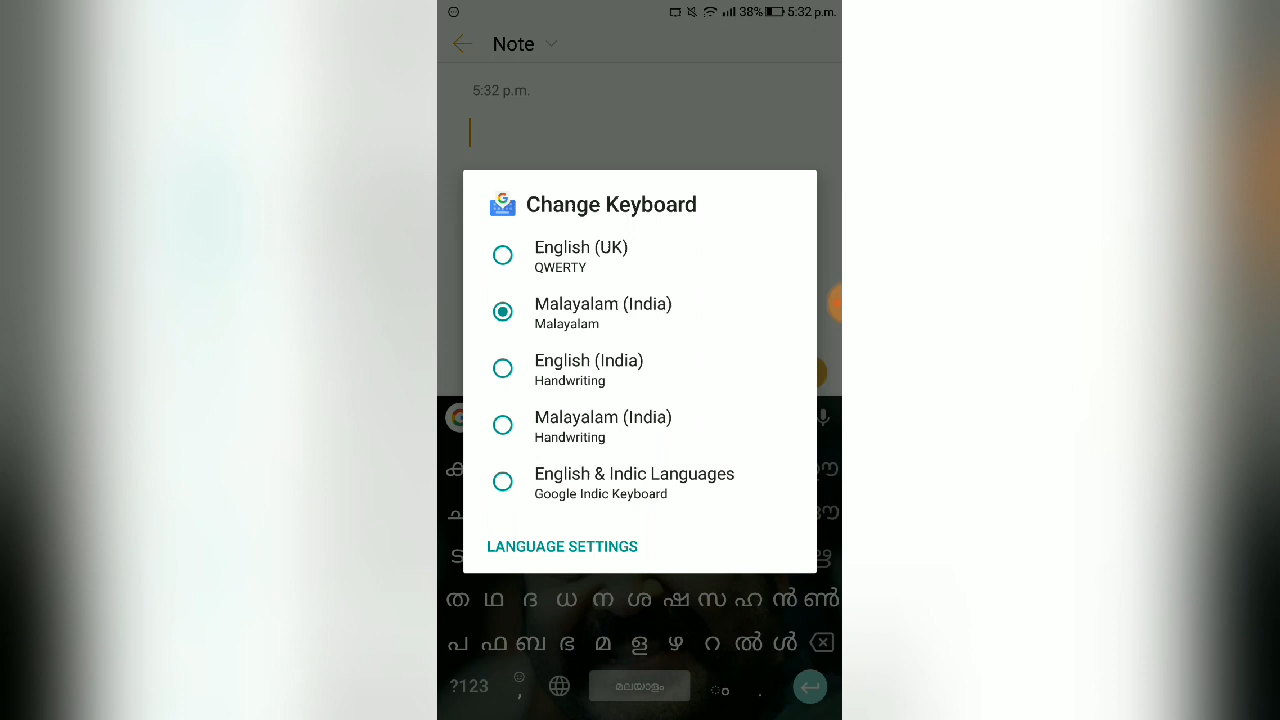 38% 5:32 p.m.
Note
5:32 p.m.
Change Keyboard
English (UK)
QWERTY
Malayalam (India)
Malayalam
English (India)
Handwriting
Malayalam (India)
Handwriting
English & Indic Languages
Google Indic Keyboard
LANGUAGE SETTINGS
ത ഥ ദ ധ ന ശ ഷ സ ഹ ൻ ൺ
പ ഫ ബ ഭ മ ള ഴ റ ൽ ൾ
?123 , മലയാളം ം .